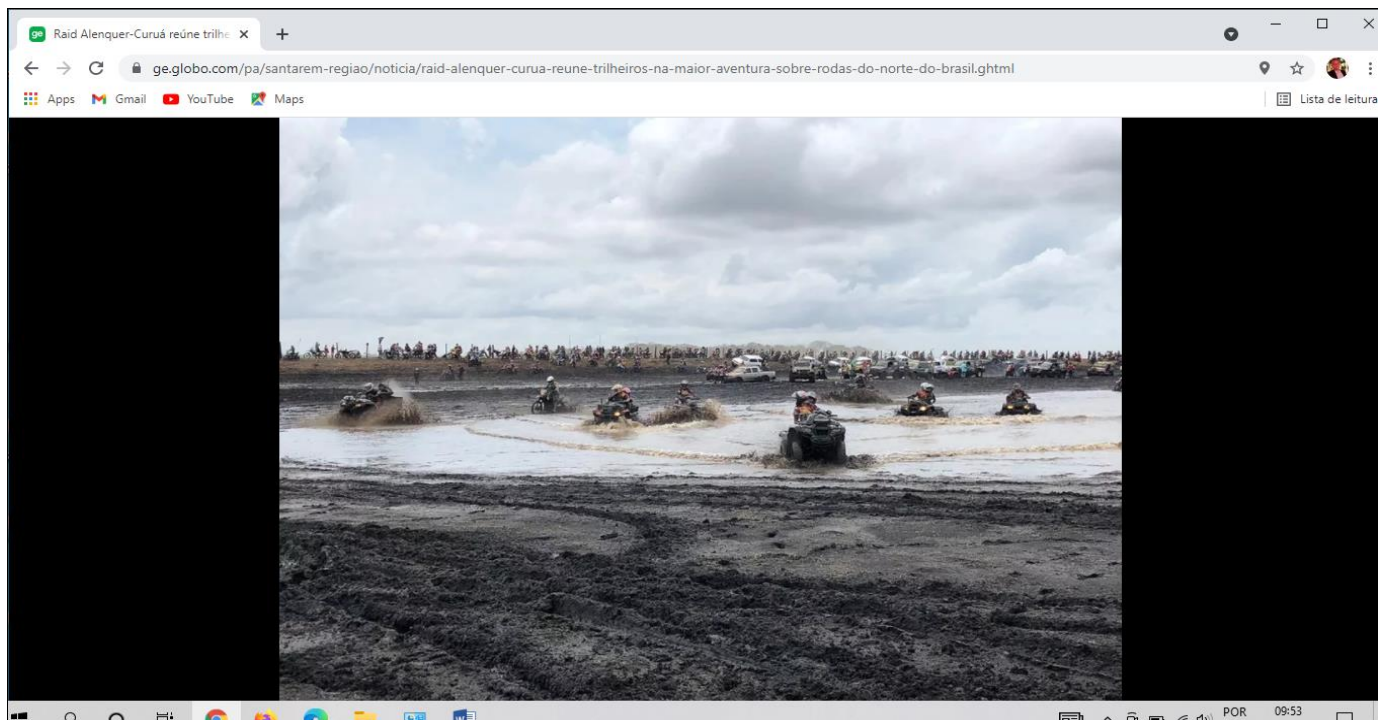 ge Raid Alenquer-Curuá reúne trilhe
ge.globo.com/pa/santarem-regiao/noticia/raid-alenquer-curua-reune-trilheiros-na-maior-aventura-sobre-rodas-do-norte-do-brasil.ghtml
Apps Gmail YouTube Maps Lista de leitura
POR 09:53